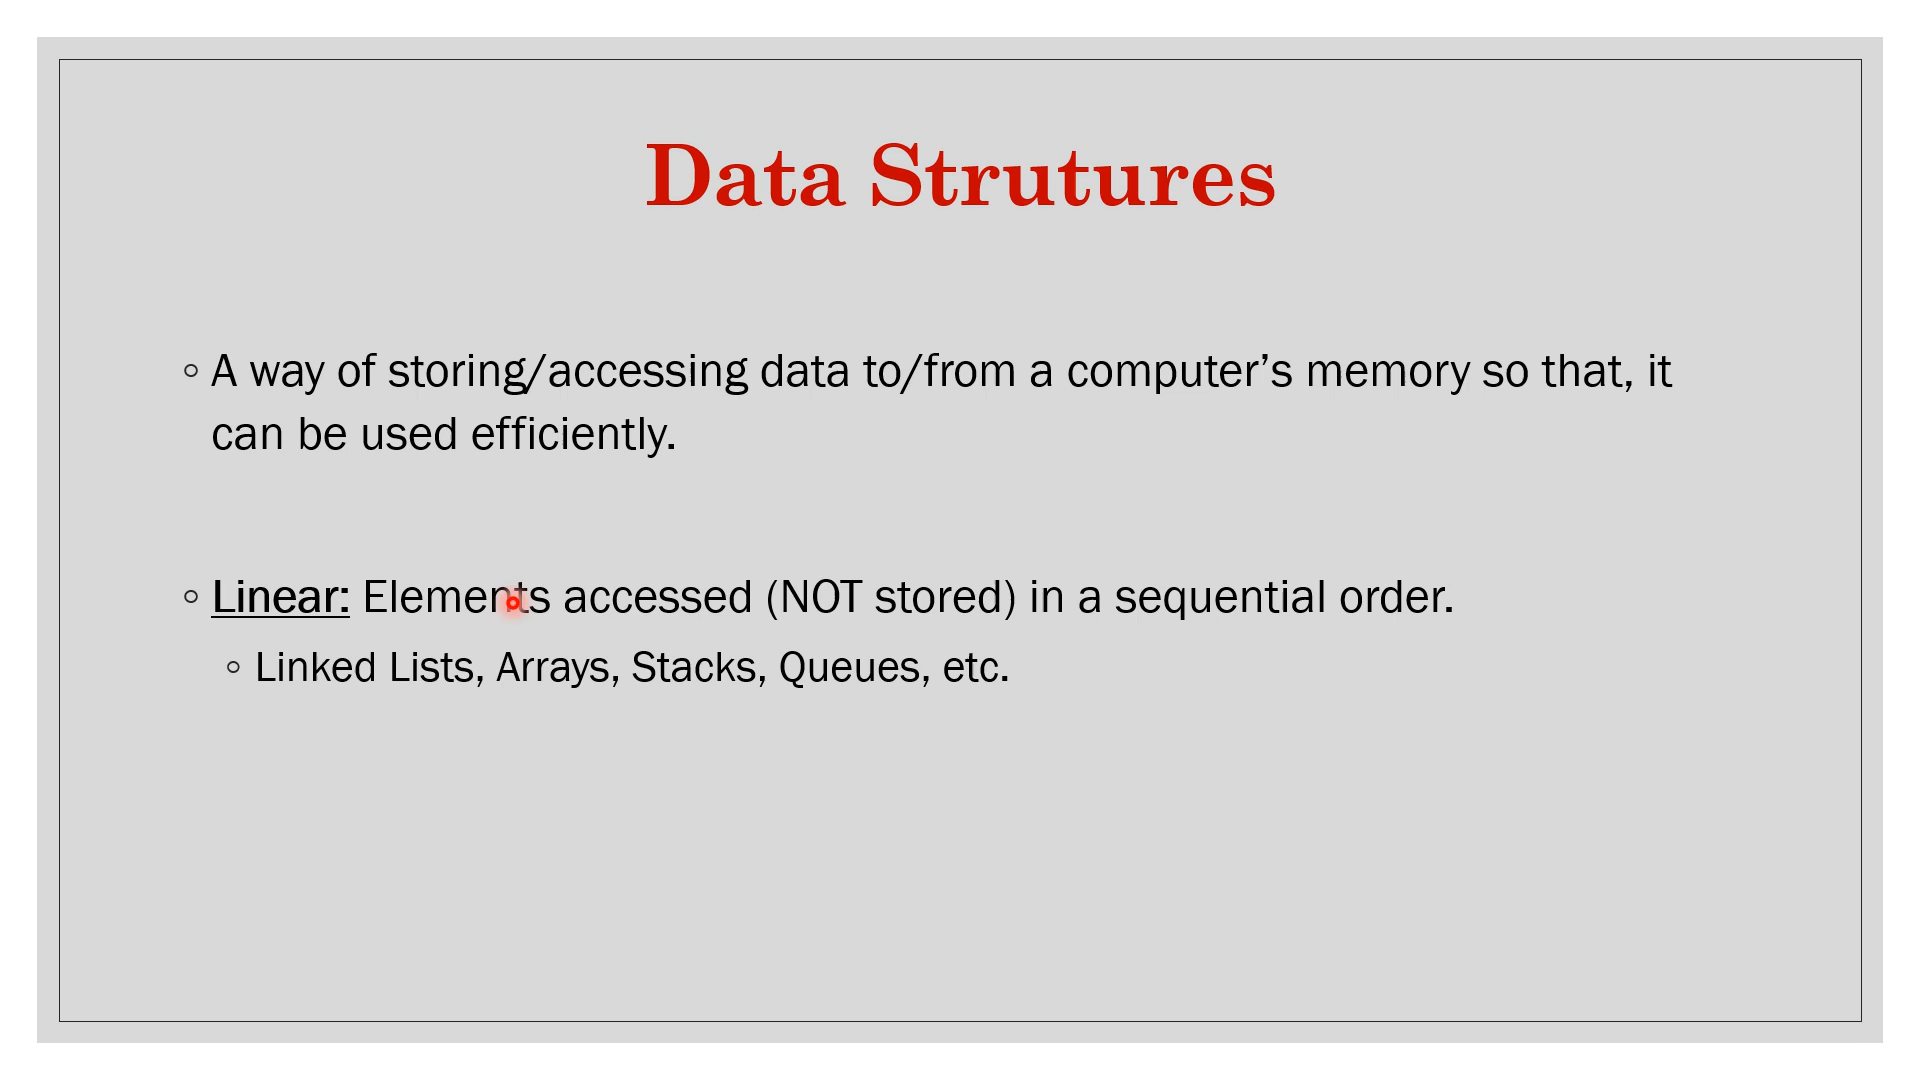 Data Strutures
◦ A way of storing/accessing data to/from a computer’s memory so that, it
can be used efficiently.
◦ Linear: Elements accessed (NOT stored) in a sequential order.
◦ Linked Lists, Arrays, Stacks, Queues, etc.